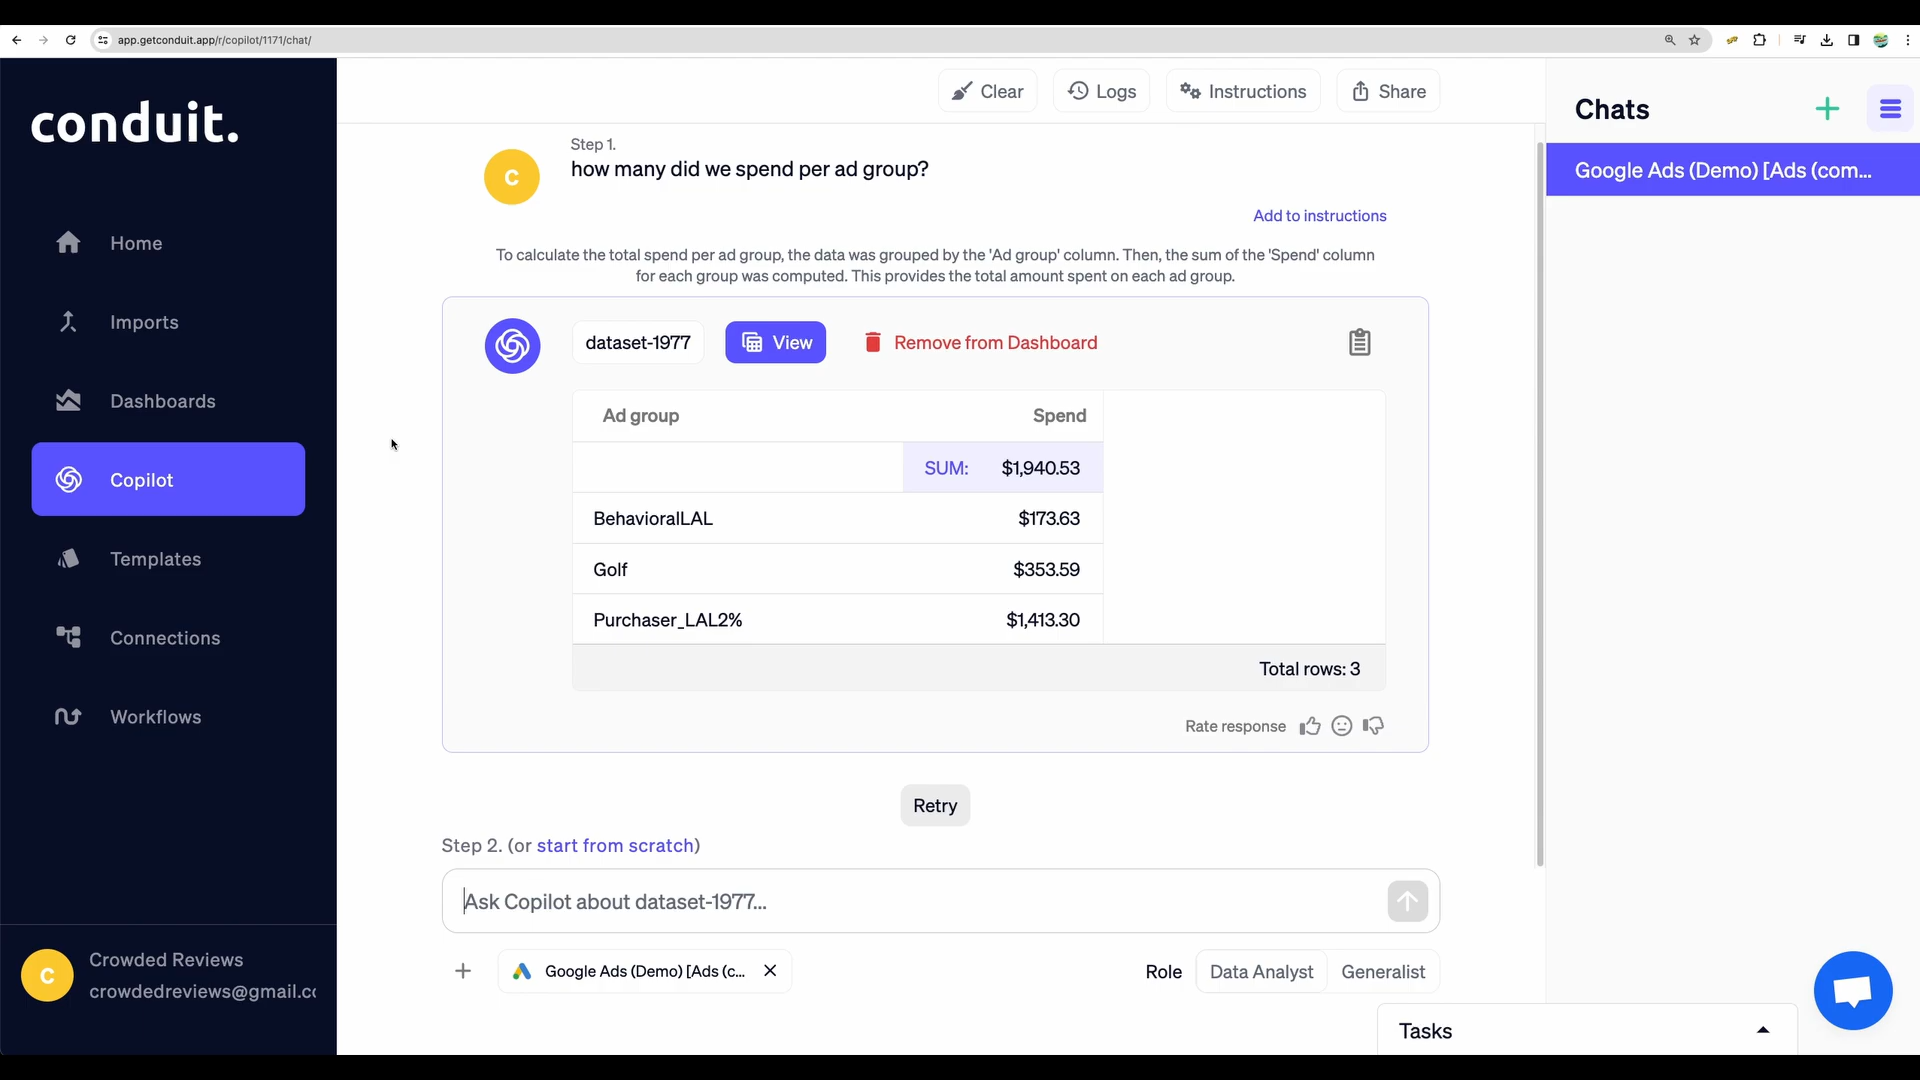 app.getconduit.app/r/copilot/1171/chat/
conduit.
Home
Imports
Dashboards
Copilot
Templates
Connections
Workflows
C
Crowded Reviews
crowdedreviews@gmail.cc
Clear
Logs
Instructions
Share
Step 1.
C
how many did we spend per ad group?
Add to instructions
To calculate the total spend per ad group, the data was grouped by the 'Ad group' column. Then, the sum of the 'Spend' column
for each group was computed. This provides the total amount spent on each ad group.
dataset-1977
View
Remove from Dashboard
Ad group Spend
SUM: $1,940.53
BehavioralLAL $173.63
Golf $353.59
Purchaser_LAL2% $1,413.30
Total rows: 3
Rate response
Retry
Step 2. (or start from scratch)
Ask Copilot about dataset-1977...
Google Ads (Demo) [Ads (c...
Role
Data Analyst
Generalist
Tasks
Chats
Google Ads (Demo) [Ads (com...